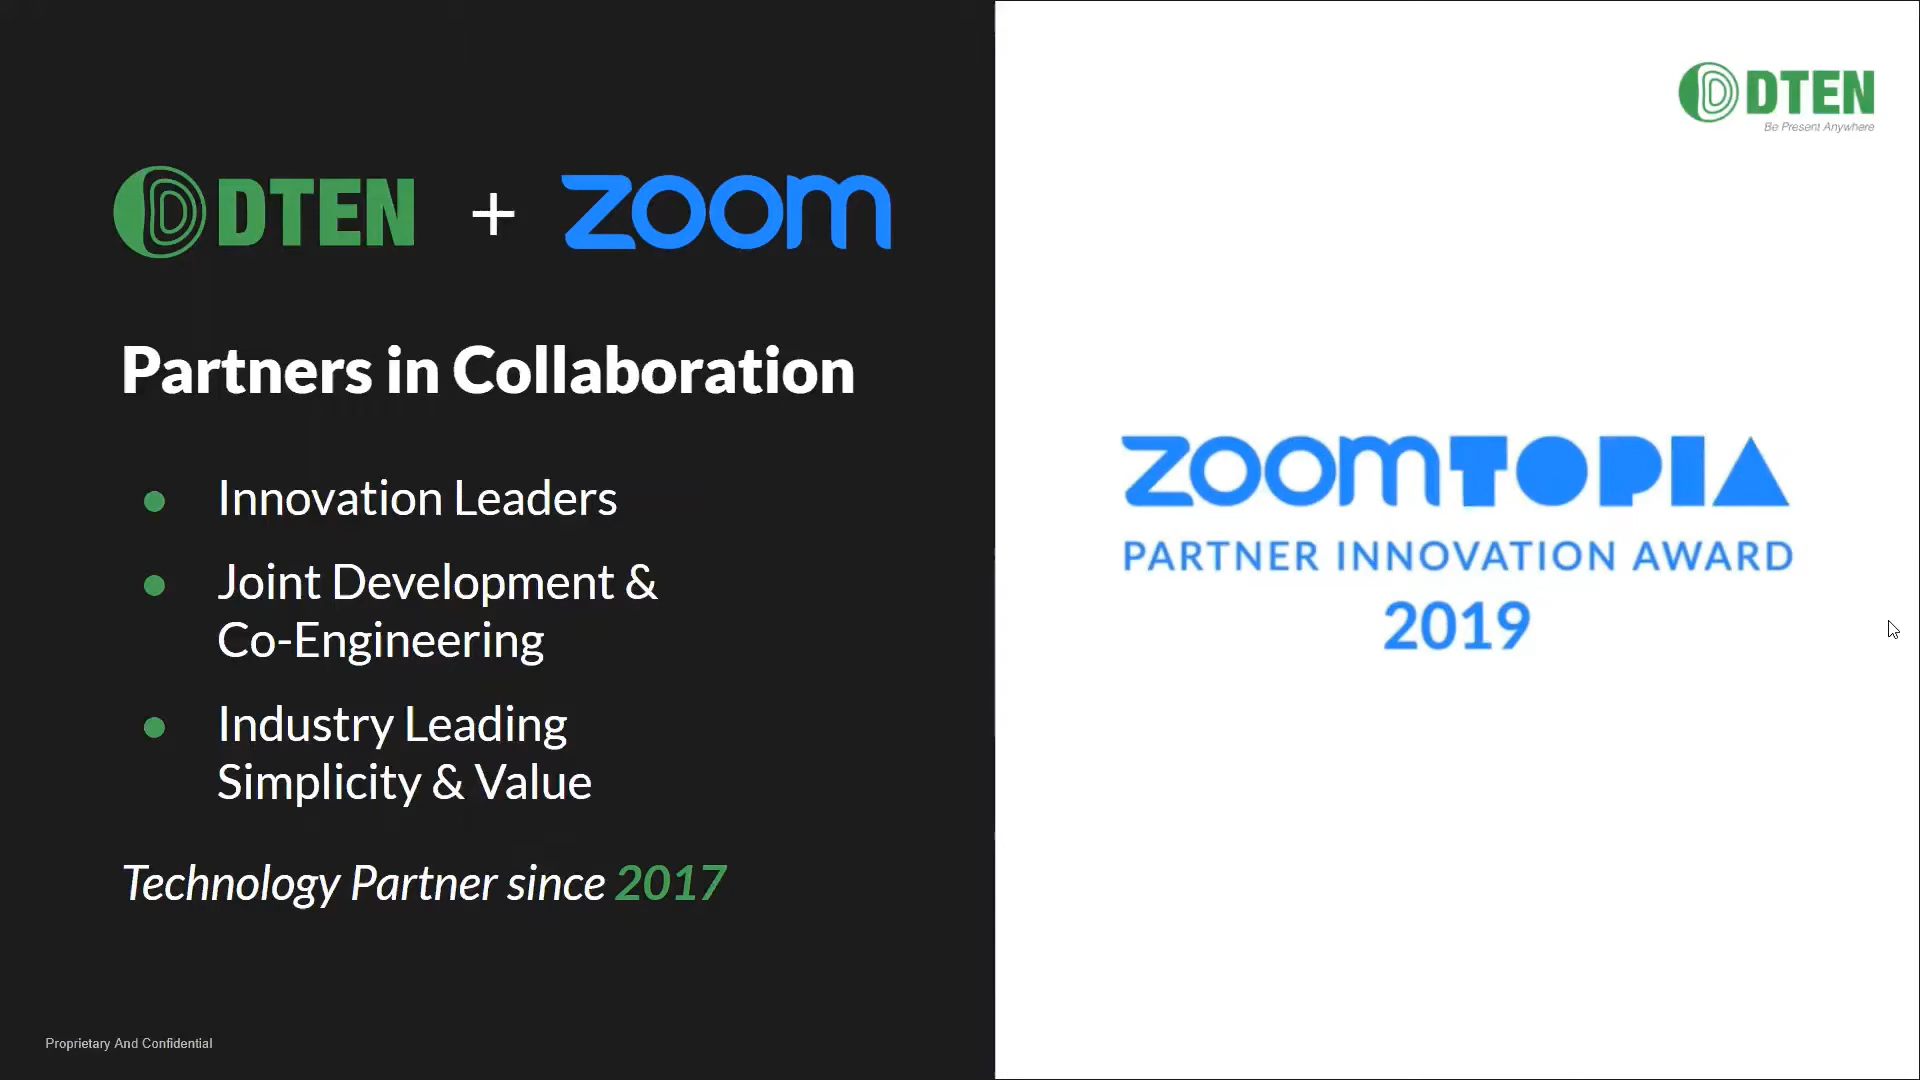 DTEN + zoom
Partners in Collaboration
Innovation Leaders
Joint Development &
Co-Engineering
Industry Leading
Simplicity & Value
Technology Partner since 2017
Proprietary And Confidential
DTEN
Be Present Anywhere
zoomTOPIA
PARTNER INNOVATION AWARD
2019